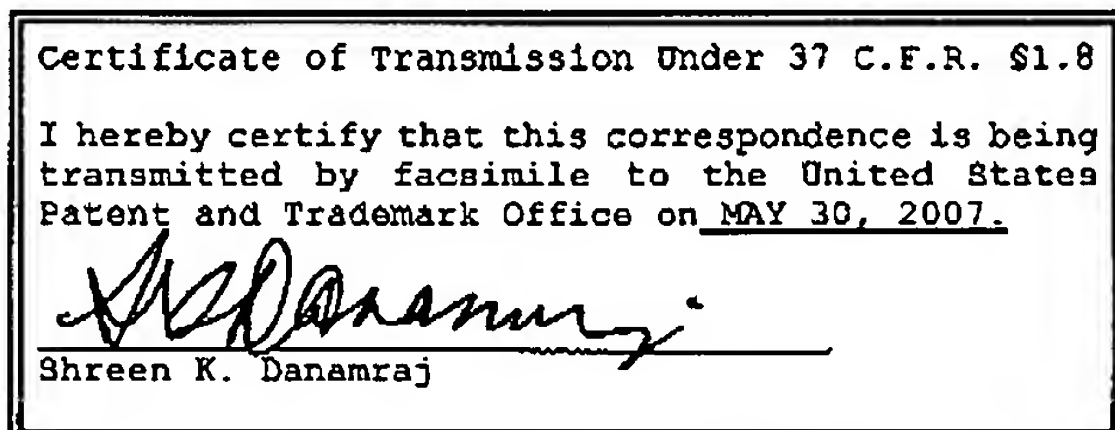 Certificate of Transmission Under 37 C.F.R. §1.8
I hereby certify that this correspondence is being
transmitted by facsimile to the United States
Patent and Trademark Office on MAY 30, 2007.
SKDanamraj
Shreen K. Danamraj